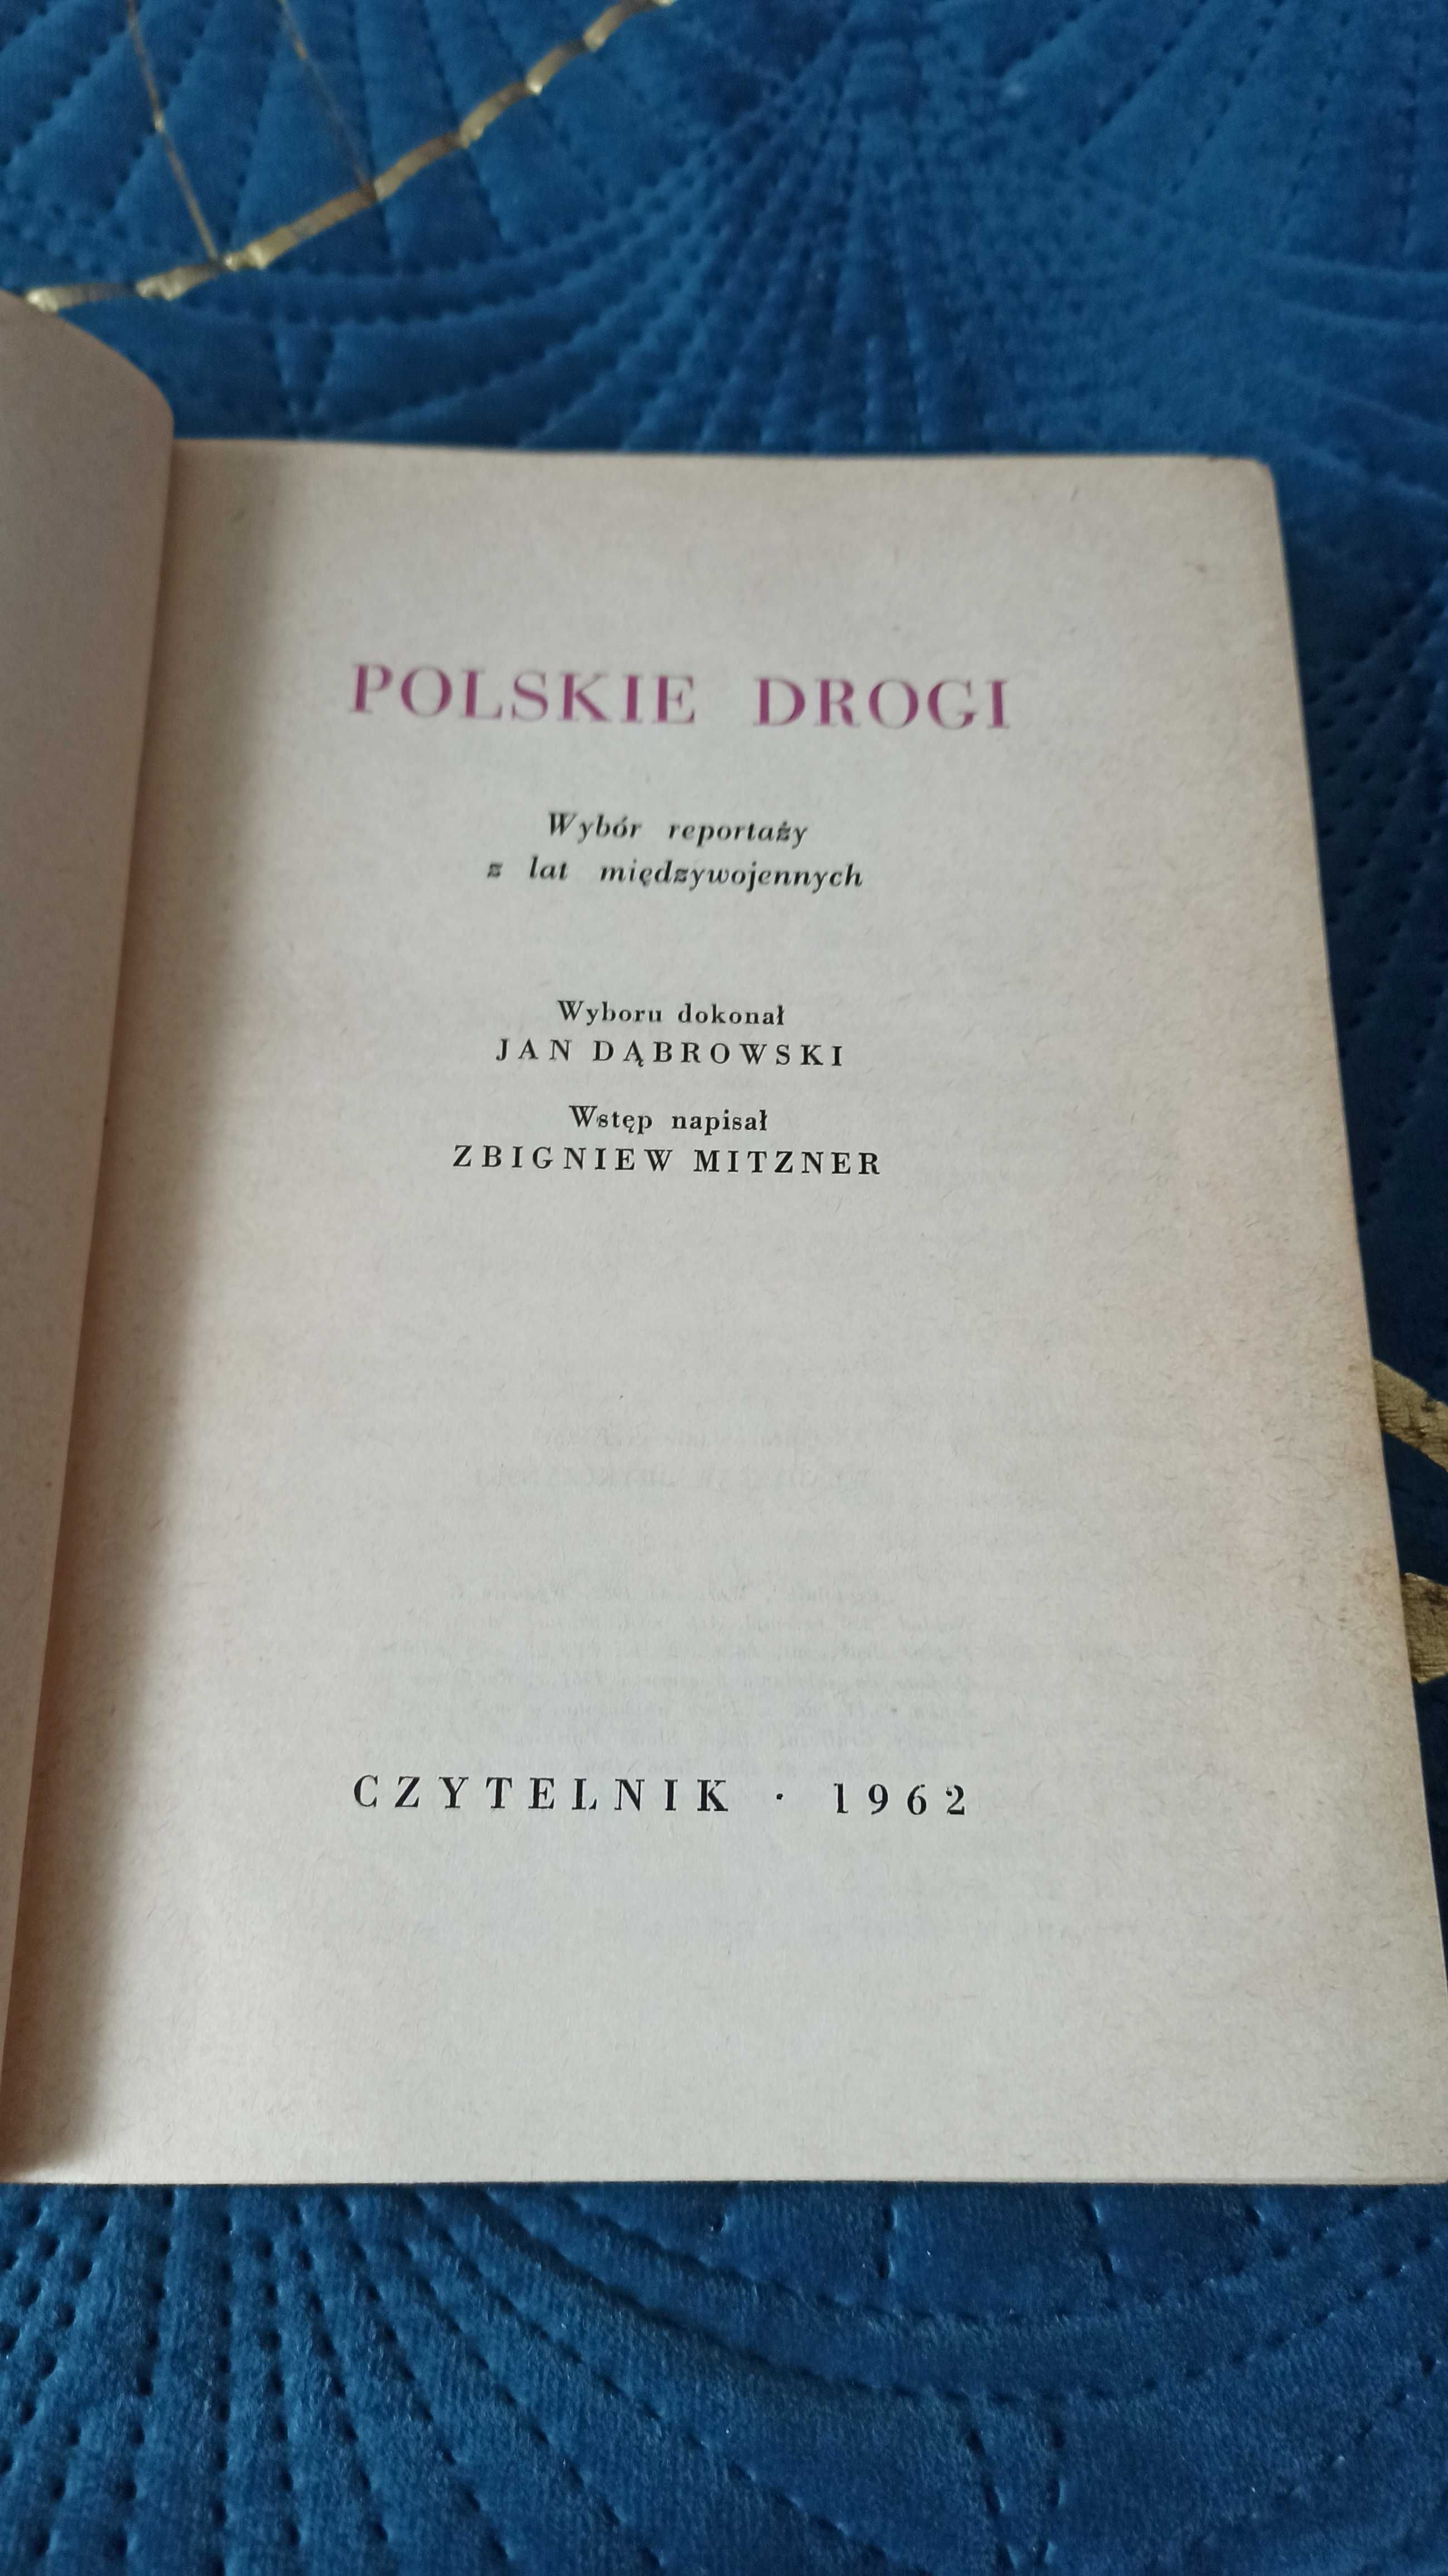 POLSKIE DROGI
Wybór reportaży
z lat międzywojennych
Wyboru dokonał
JAN DĄBROWSKI
Wstęp napisał
ZBIGNIEW MITZNER
CZYTELNIK · 1962